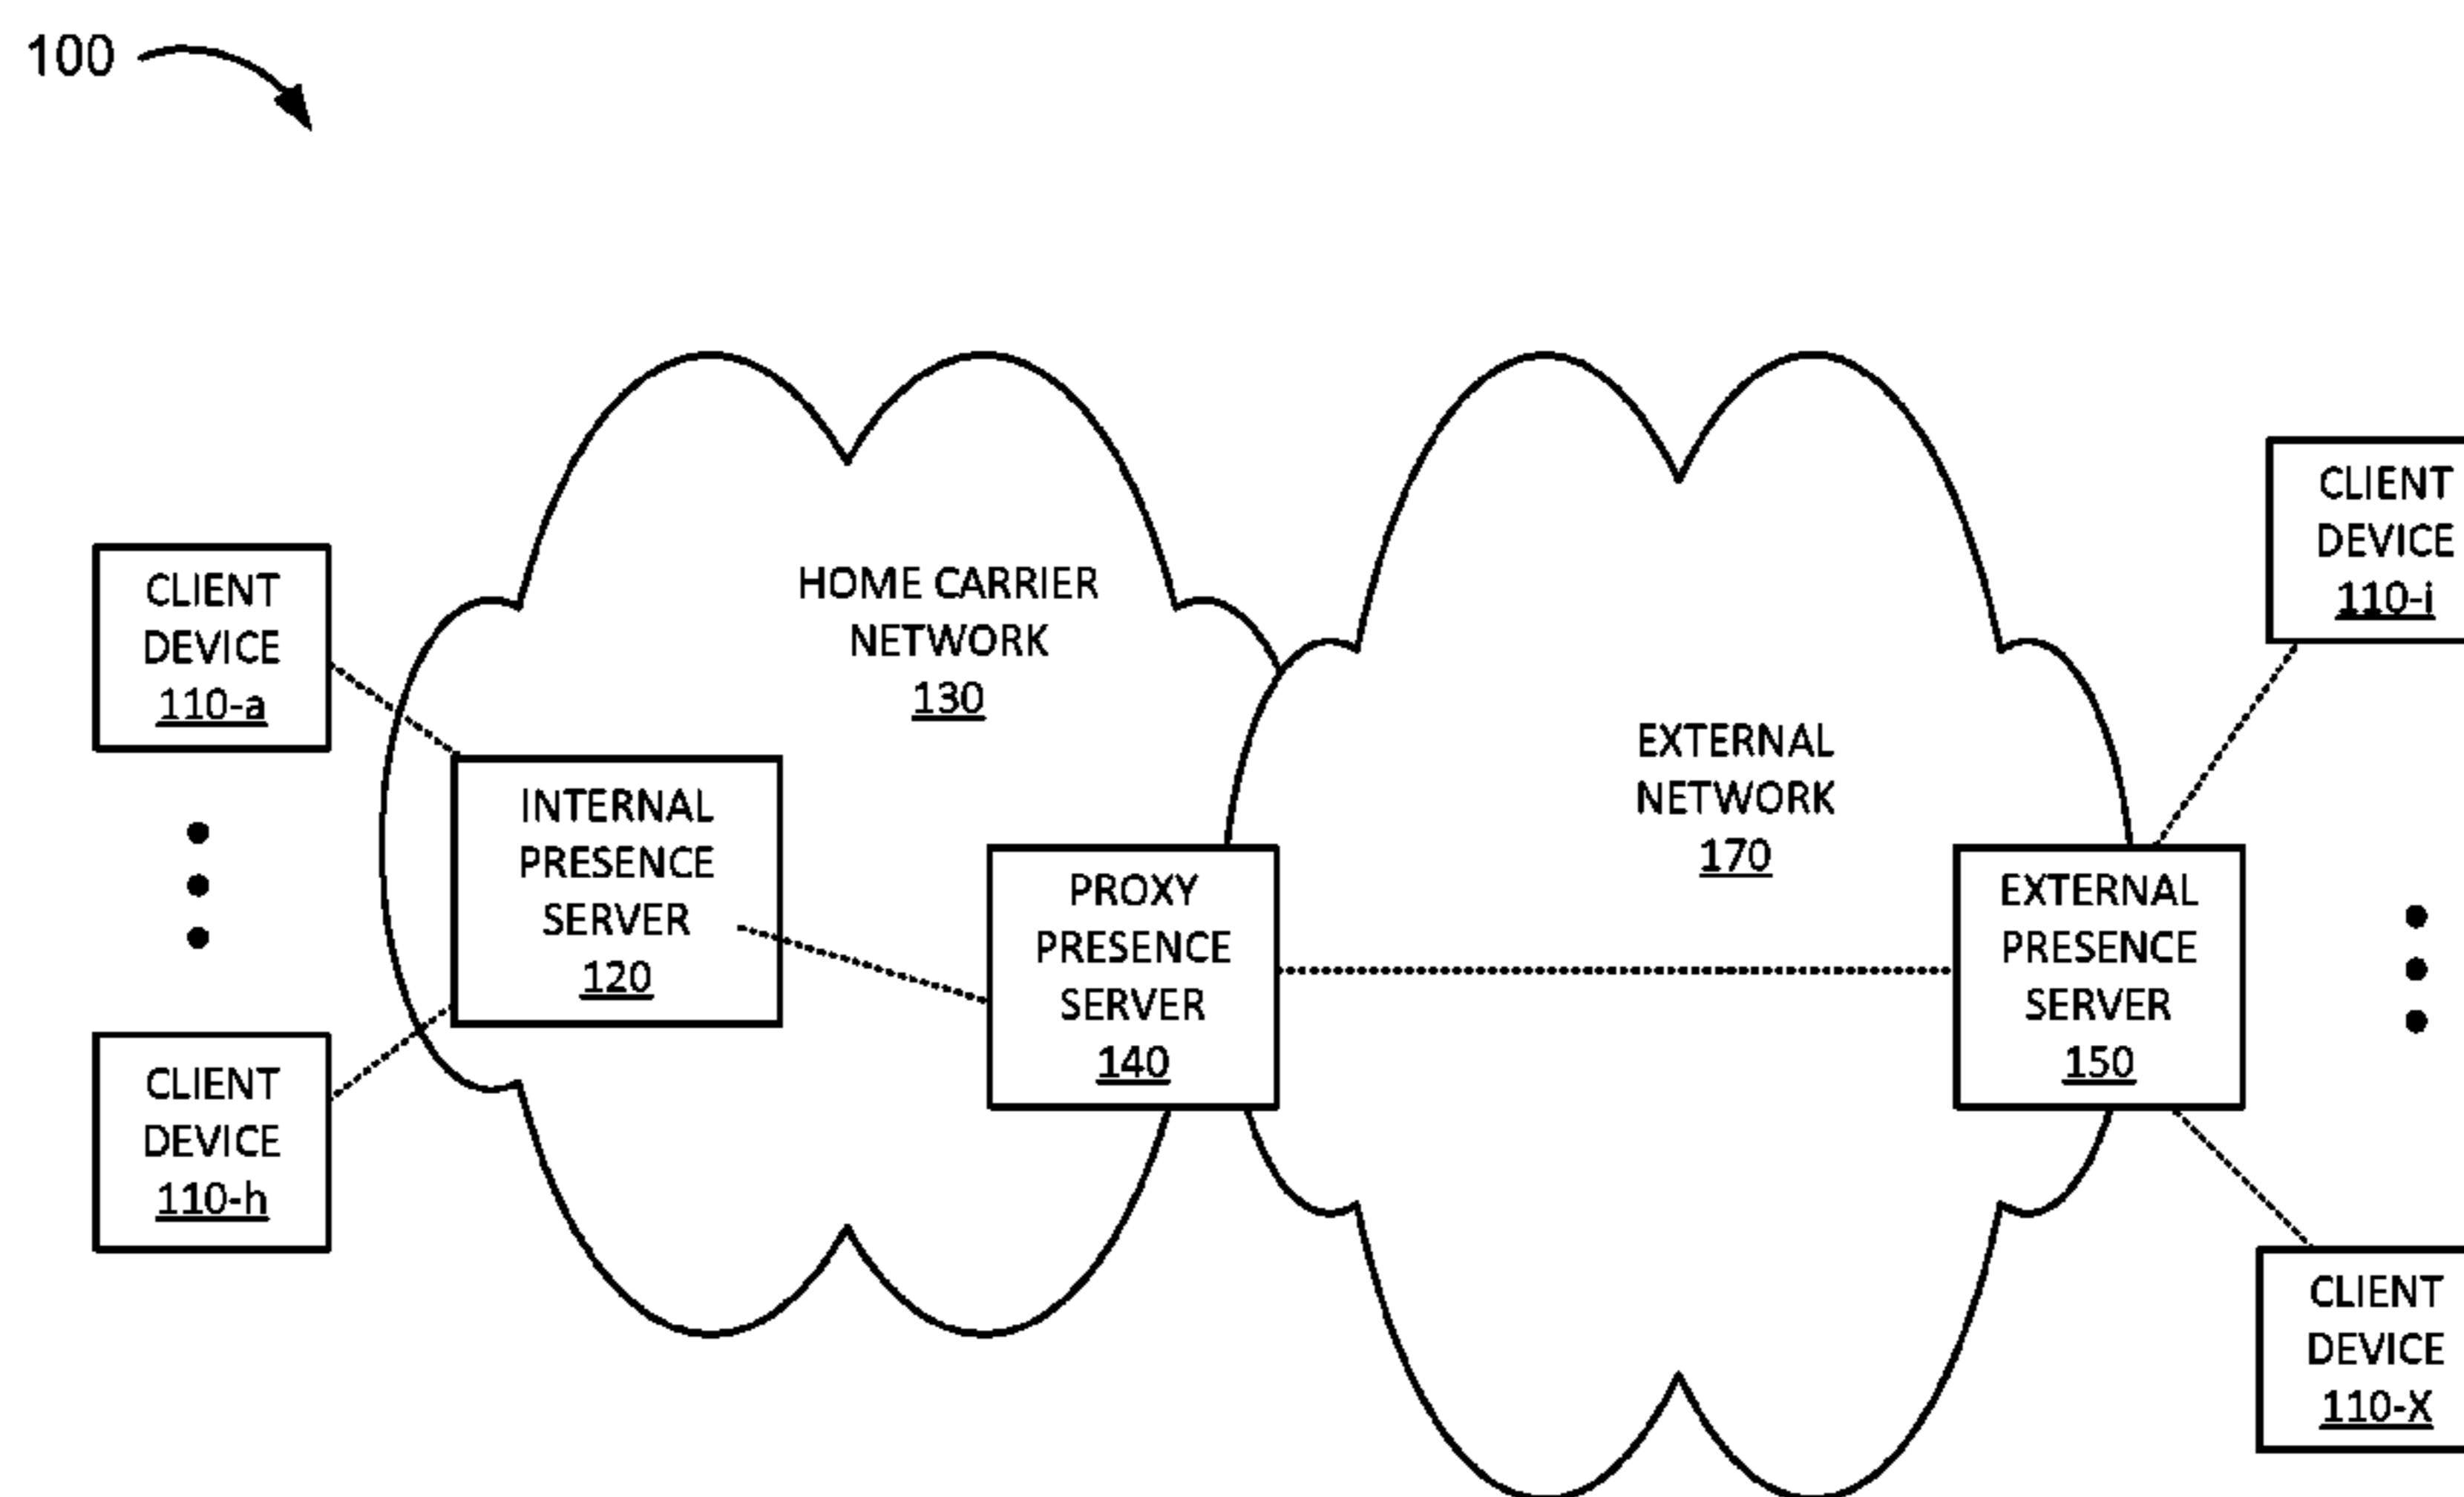 100
HOME CARRIER
NETWORK
130
EXTERNAL
NETWORK
170
CLIENT
DEVICE
110-a
CLIENT
DEVICE
110-h
INTERNAL
PRESENCE
SERVER
120
PROXY
PRESENCE
SERVER
140
EXTERNAL
PRESENCE
SERVER
150
CLIENT
DEVICE
110-i
CLIENT
DEVICE
110-X